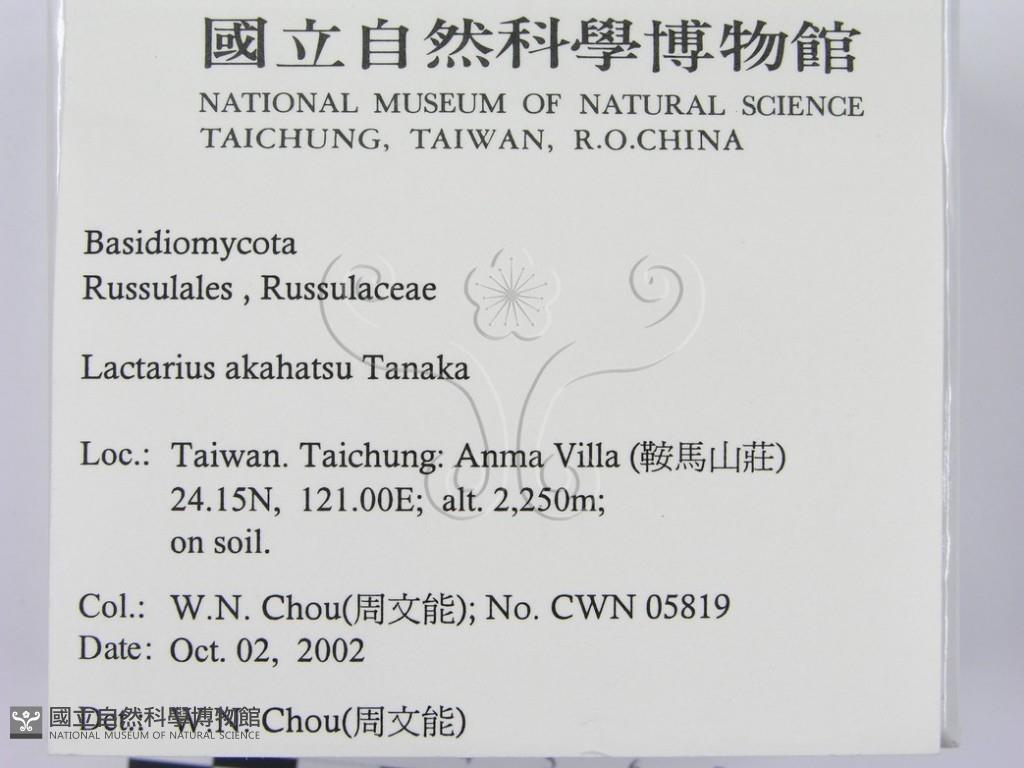 國立自然科學博物館
NATIONAL MUSEUM OF NATURAL SCIENCE
TAICHUNG, TAIWAN, R.O.CHINA
Basidiomycota
Russulales , Russulaceae
Lactarius akahatsu Tanaka
Loc.: Taiwan. Taichung: Anma Villa (鞍馬山莊)
24.15N, 121.00E; alt. 2,250m;
on soil.
Col.: W.N. Chou(周文能); No. CWN 05819
Date: Oct. 02, 2002
Det.: W.N. Chou(周文能)
國立自然科學博物館
NATIONAL MUSEUM OF NATURAL SCIENCE